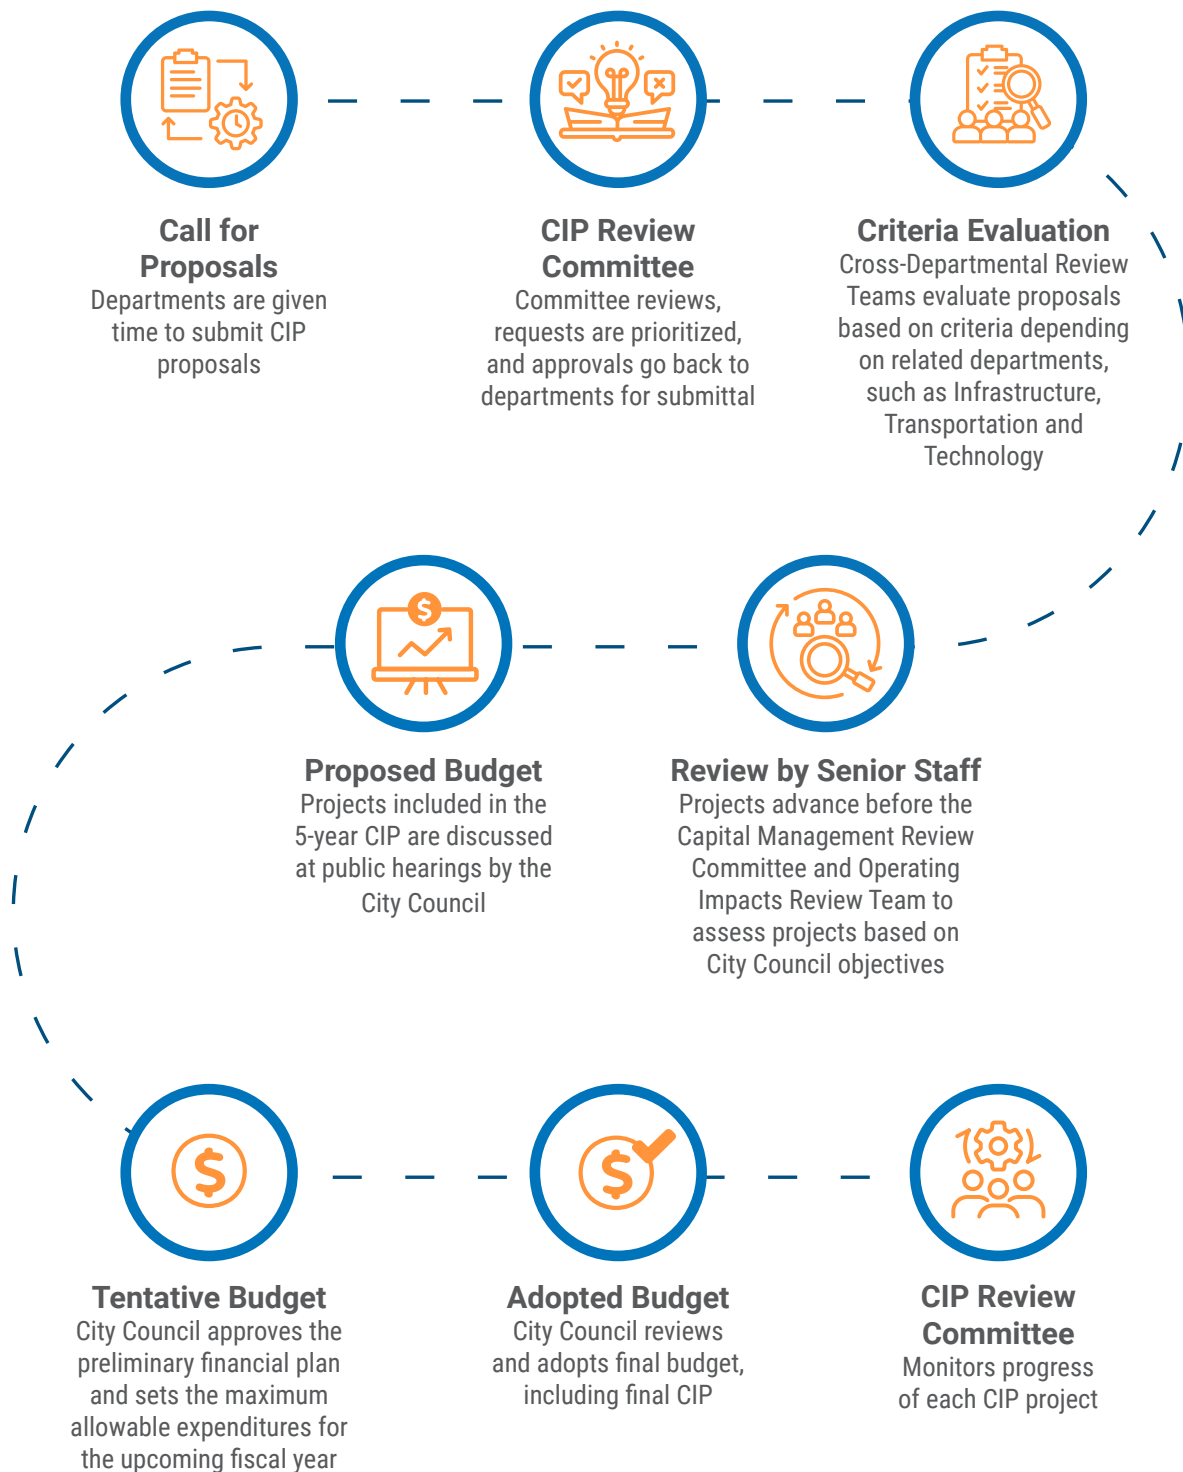 Call for
Proposals
Departments are given
time to submit CIP
proposals
CIP Review
Committee
Committee reviews,
requests are prioritized,
and approvals go back to
departments for submittal
Criteria Evaluation
Cross-Departmental Review
Teams evaluate proposals
based on criteria depending
on related departments,
such as Infrastructure,
Transportation and
Technology
Review by Senior Staff
Projects advance before the
Capital Management Review
Committee and Operating
Impacts Review Team to
assess projects based on
City Council objectives
$
Proposed Budget
Projects included in the
5-year CIP are discussed
at public hearings by the
City Council
$
Tentative Budget
City Council approves the
preliminary financial plan
and sets the maximum
allowable expenditures for
the upcoming fiscal year
$
Adopted Budget
City Council reviews
and adopts final budget,
including final CIP
CIP Review
Committee
Monitors progress
of each CIP project